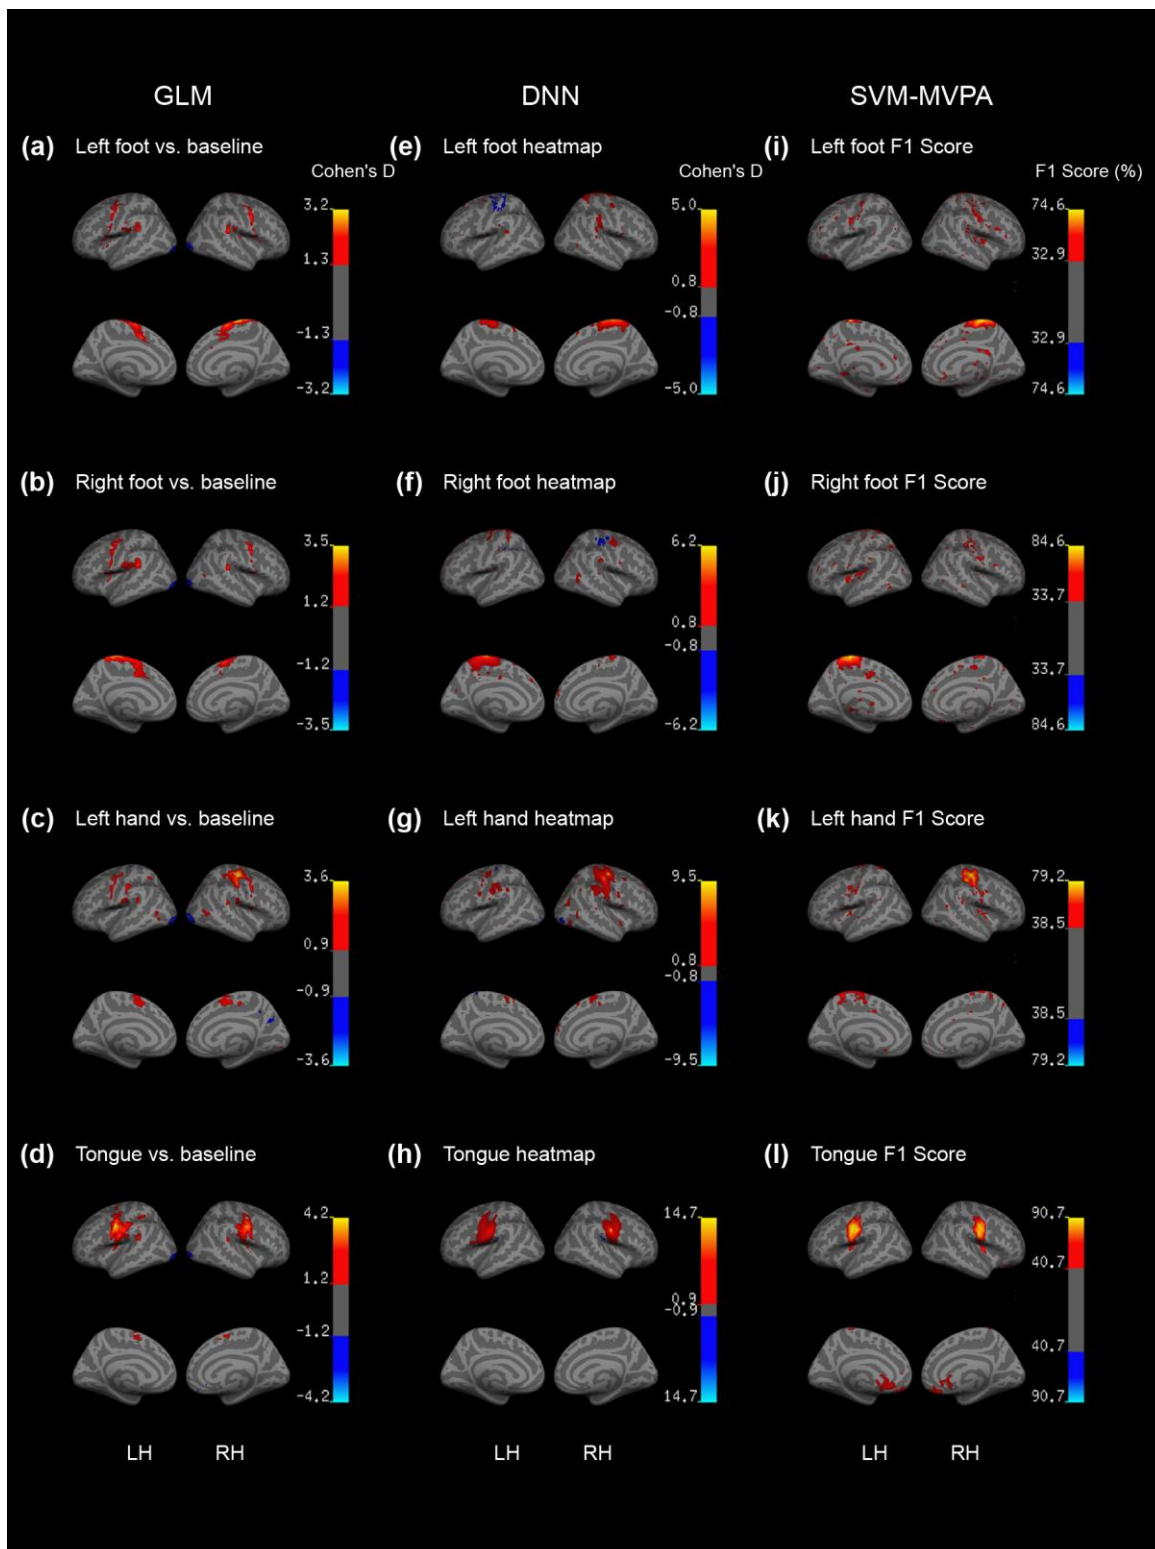 GLM DNN SVM-MVPA
(a) Left foot vs. baseline (e) Left foot heatmap (i) Left foot F1 Score
Cohen's D Cohen's D F1 Score (%)
3.2 5.0 74.6
1.3 0.8 32.9
-1.3 -0.8 32.9
-3.2 -5.0 74.6
(b) Right foot vs. baseline (f) Right foot heatmap (j) Right foot F1 Score
3.5 6.2 84.6
1.2 0.8 33.7
-1.2 -0.8 33.7
-3.5 -6.2 84.6
(c) Left hand vs. baseline (g) Left hand heatmap (k) Left hand F1 Score
3.6 9.5 79.2
0.9 0.8 38.5
-0.9 -0.8 38.5
-3.6 -9.5 79.2
(d) Tongue vs. baseline (h) Tongue heatmap (l) Tongue F1 Score
4.2 14.7 90.7
1.2 0.9 40.7
-1.2 -0.9 40.7
-4.2 14.7 90.7
LH RH LH RH LH RH